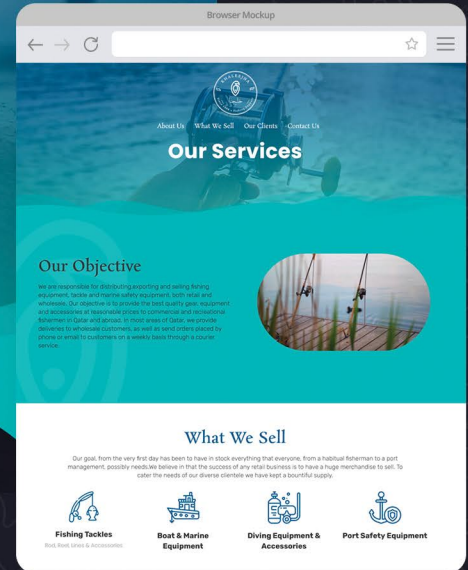 Browser Mockup
KHALEEJIA
About Us What We Sell Our Clients Contact Us
Our Services
Our Objective
We are responsible for distributing,exporting and selling fishing
equipment, tackle and marine safety equipment, both retail and
wholesale. Our objective is to provide the best quality gear, equipment
and accessories at reasonable prices to commercial and recreational
fishermen in Qatar and abroad. In most areas of Qatar, we provide
deliveries to wholesale customers, as well as send orders placed by
phone or email to customers on a weekly basis through a courier
service.
What We Sell
Our goal, from the very first day has been to have in stock everything that everyone, from a habitual fisherman to a port
management, possibly needs.We believe in that the success of any retail business is to have a huge merchandise to sell. To
cater the needs of our diverse clientele we have kept a bountiful supply.
Fishing Tackles
Rod, Reel, Lines & Accessories
Boat & Marine
Equipment
Diving Equipment &
Accessories
Port Safety Equipment